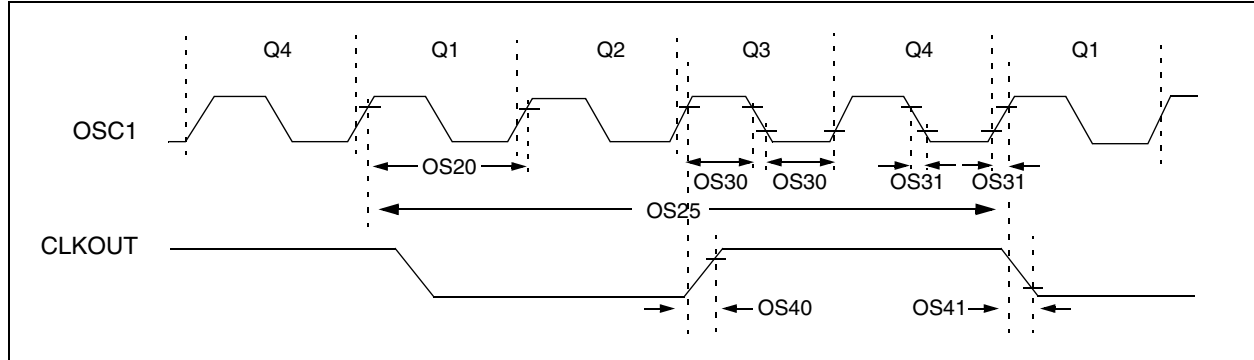 Q4 Q1 Q2 Q3 Q4 Q1
OSC1
OS20
OS30 OS30 OS31 OS31
OS25
CLKOUT
OS40 OS41